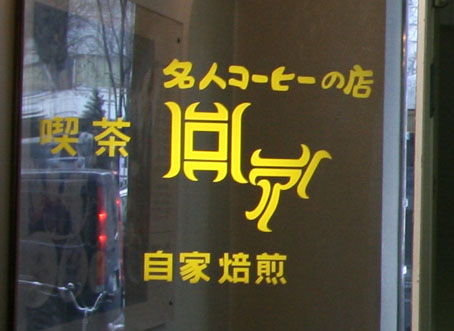 名人コーヒーの店
喫茶
自家焙煎